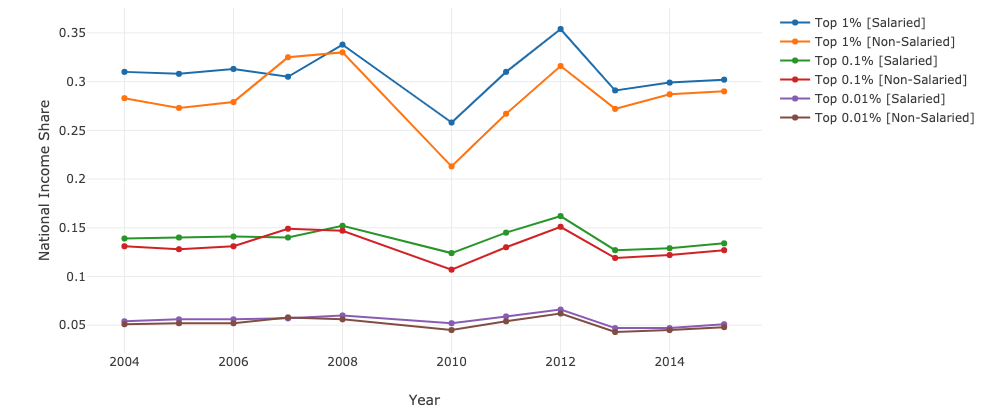 National Income Share
0.35
0.3
0.25
0.2
0.15
0.1
0.05
2004
2006
2008
2010
2012
2014
Year
Top 1% [Salaried]
Top 1% [Non-Salaried]
Top 0.1% [Salaried]
Top 0.1% [Non-Salaried]
Top 0.01% [Salaried]
Top 0.01% [Non-Salaried]